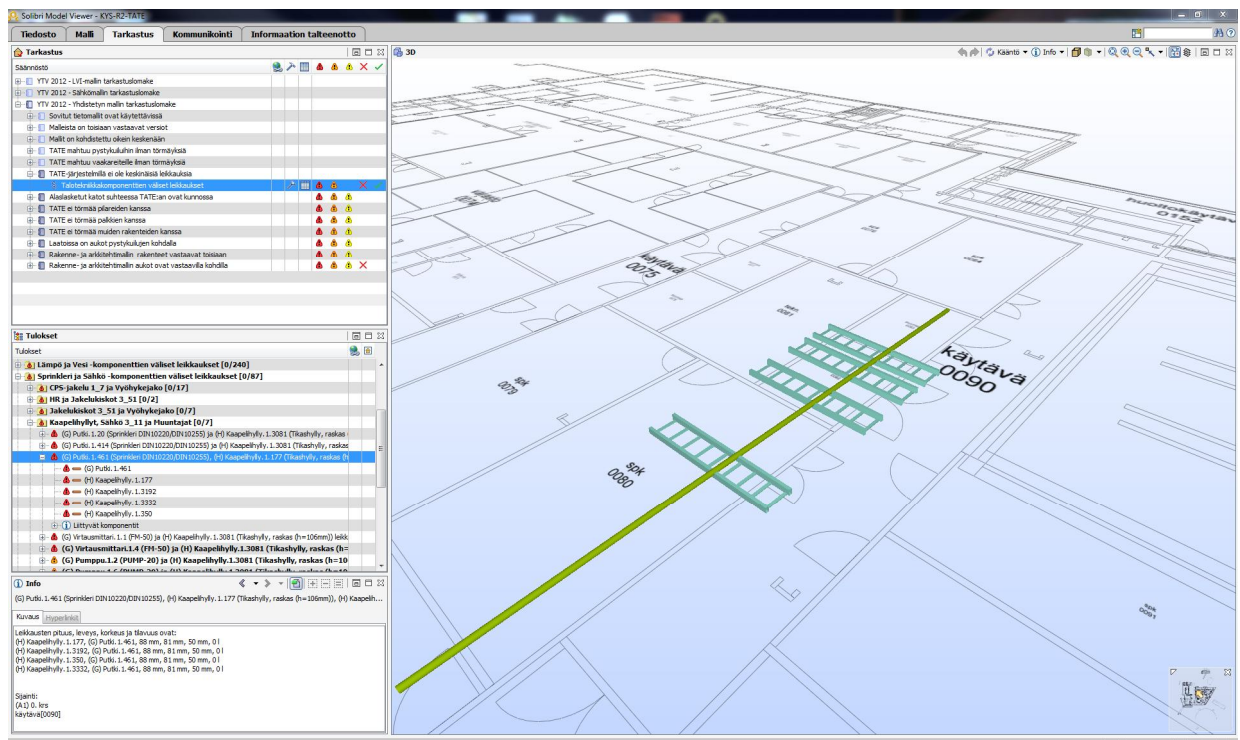 Solibri Model Viewer - KYS-R2-TATE
Tiedosto Malli Tarkastus Kommunikointi Informaation talteenotto
Tarkastus
Säännöstö
YTV 2012 - LVI-mallin tarkastuslomake
YTV 2012 - Sähkömallin tarkastuslomake
YTV 2012 - Yhdistetyn mallin tarkastuslomake
Sovitut tietomallit ovat käytettävissä
Malleista on toisiaan vastaavat versiot
Mallit on kohdistettu oikein keskenään
TATE mahtuu pystykuiluihin ilman törmäyksiä
TATE mahtuu vaakareiteille ilman törmäyksiä
TATE-järjestelmillä ei ole keskinäisiä leikkauksia
Talotekniikkakomponenttien väliset leikkaukset
Alaslasketut katot suhteessa TATE:an ovat kunnossa
TATE ei törmää pilareiden kanssa
TATE ei törmää palkkien kanssa
TATE ei törmää muiden rakenteiden kanssa
Laatoissa on aukot pystykuilujen kohdalla
Rakenne- ja arkkitehtimallin rakenteet vastaavat toisiaan
Rakenne- ja arkkitehtimallin aukot ovat vastaavilla kohdilla
Tulokset
Tulokset
Lämpö ja Vesi -komponenttien väliset leikkaukset [0/240]
Sprinkleri ja Sähkö -komponenttien väliset leikkaukset [0/87]
CPS-jakelu 1_7 ja Vyöhykejako [0/17]
HR ja Jakelukiskot 3_51 [0/2]
Jakelukiskot 3_51 ja Vyöhykejako [0/7]
Kaapelihyllyt, Sähkö 3_11 ja Huuntajat [0/7]
(G) Putki.1.20 (Sprinkleri DIN10220/DIN10255) ja (H) Kaapelihylly.1.3081 (Tikashylly, raskas
(G) Putki.1.414 (Sprinkleri DIN10220/DIN10255) ja (H) Kaapelihylly.1.3081 (Tikashylly, raskas
(G) Putki.1.461 (Sprinkleri DIN10220/DIN10255), (H) Kaapelihylly.1.177 (Tikashylly, raskas (h
(G) Putki.1.461
(H) Kaapelihylly.1.177
(H) Kaapelihylly.1.3192
(H) Kaapelihylly.1.3332
(H) Kaapelihylly.1.350
Liittyvät komponentit
(G) Virtausmittari.1.1 (FM-50) ja (H) Kaapelihylly.1.3081 (Tikashylly, raskas (h=106mm)) leikk
(G) Virtausmittari.1.4 (FM-50) ja (H) Kaapelihylly.1.3081 (Tikashylly, raskas (h=
(G) Pumppu.1.2 (PUMP-20) ja (H) Kaapelihylly.1.3081 (Tikashylly, raskas (h=10
Info
(G) Putki.1.461 (Sprinkleri DIN10220/DIN10255), (H) Kaapelihylly.1.177 (Tikashylly, raskas (h=106mm)), (H) Kaapelih...
Kuvaus Hyperlinkit
Leikkausten pituus, leveys, korkeus ja tilavuus ovat:
(H) Kaapelihylly.1.177, (G) Putki.1.461, 88 mm, 81 mm, 50 mm, 0 l
(H) Kaapelihylly.1.3192, (G) Putki.1.461, 88 mm, 81 mm, 50 mm, 0 l
(H) Kaapelihylly.1.350, (G) Putki.1.461, 88 mm, 81 mm, 50 mm, 0 l
(H) Kaapelihylly.1.3332, (G) Putki.1.461, 88 mm, 81 mm, 50 mm, 0 l
Sijainti:
(A1) 0. krs
käytävä[0090]
3D
Kääntö Info
huoltokäytäv
0152
käytävä
0075
käytävä
0090
0081
spk
0079
spk
0080
spk
0091